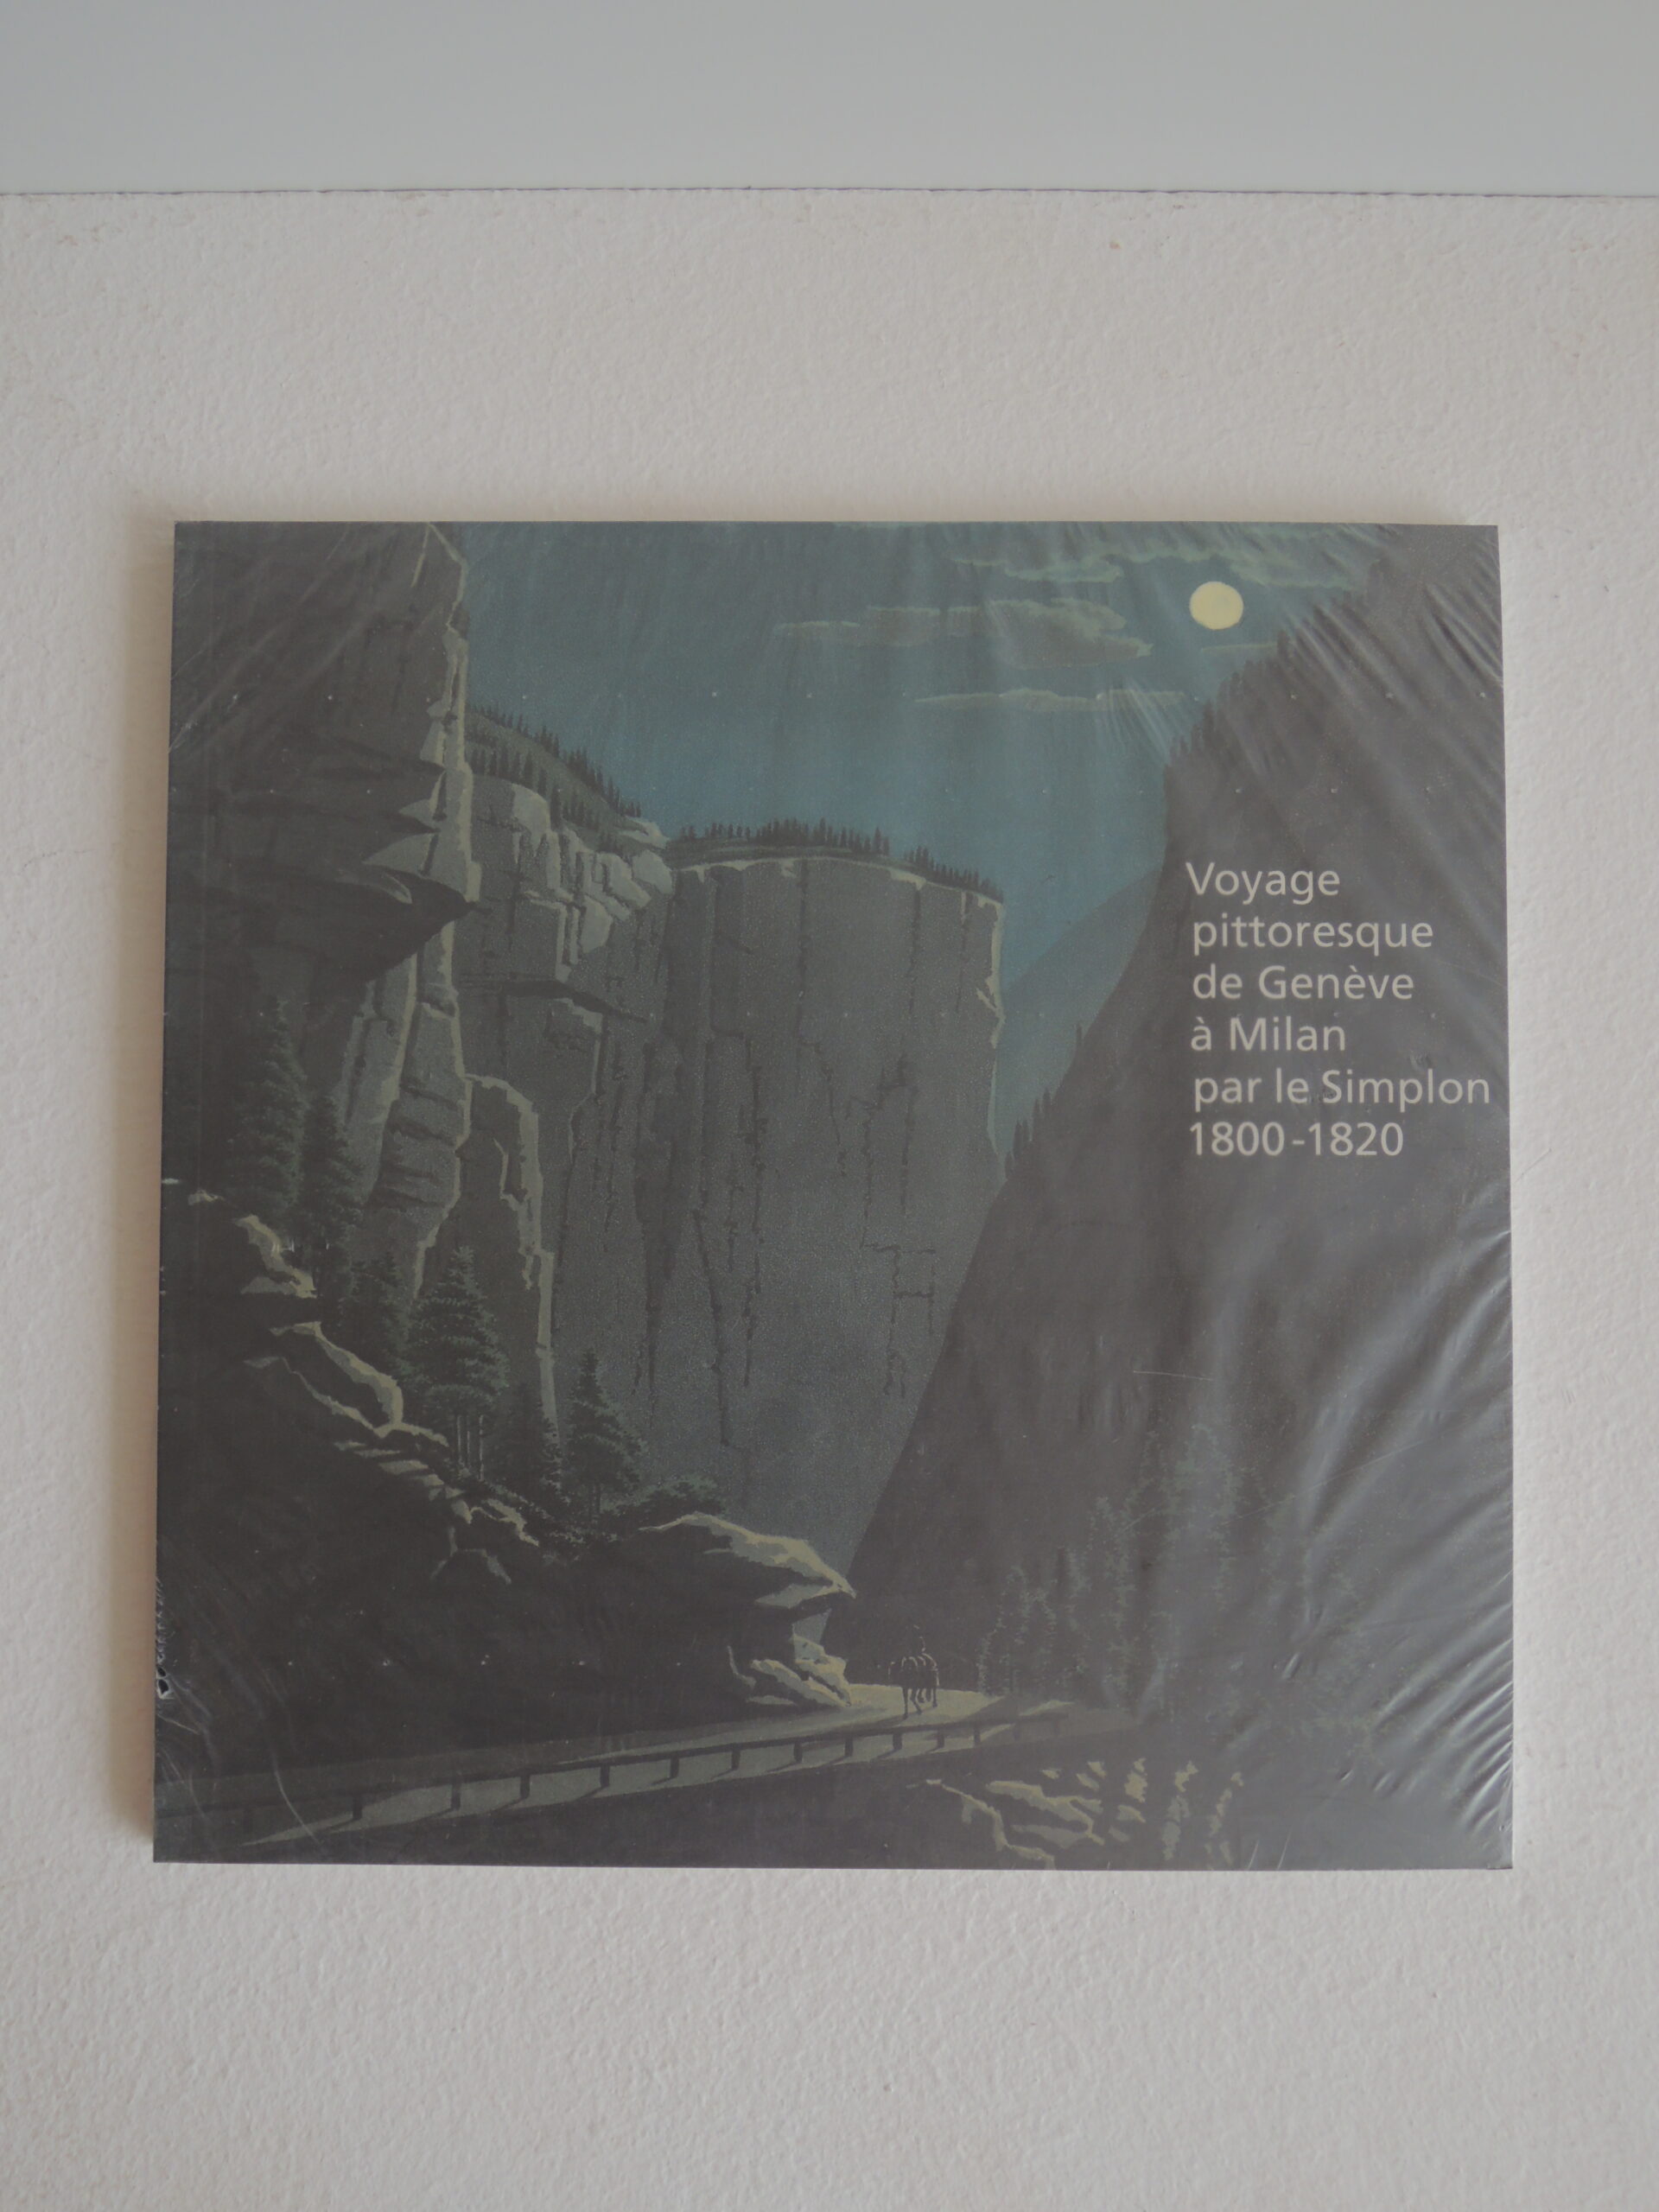 Voyage
pittoresque
de Genève
à Milan
par le Simplon
1800-1820